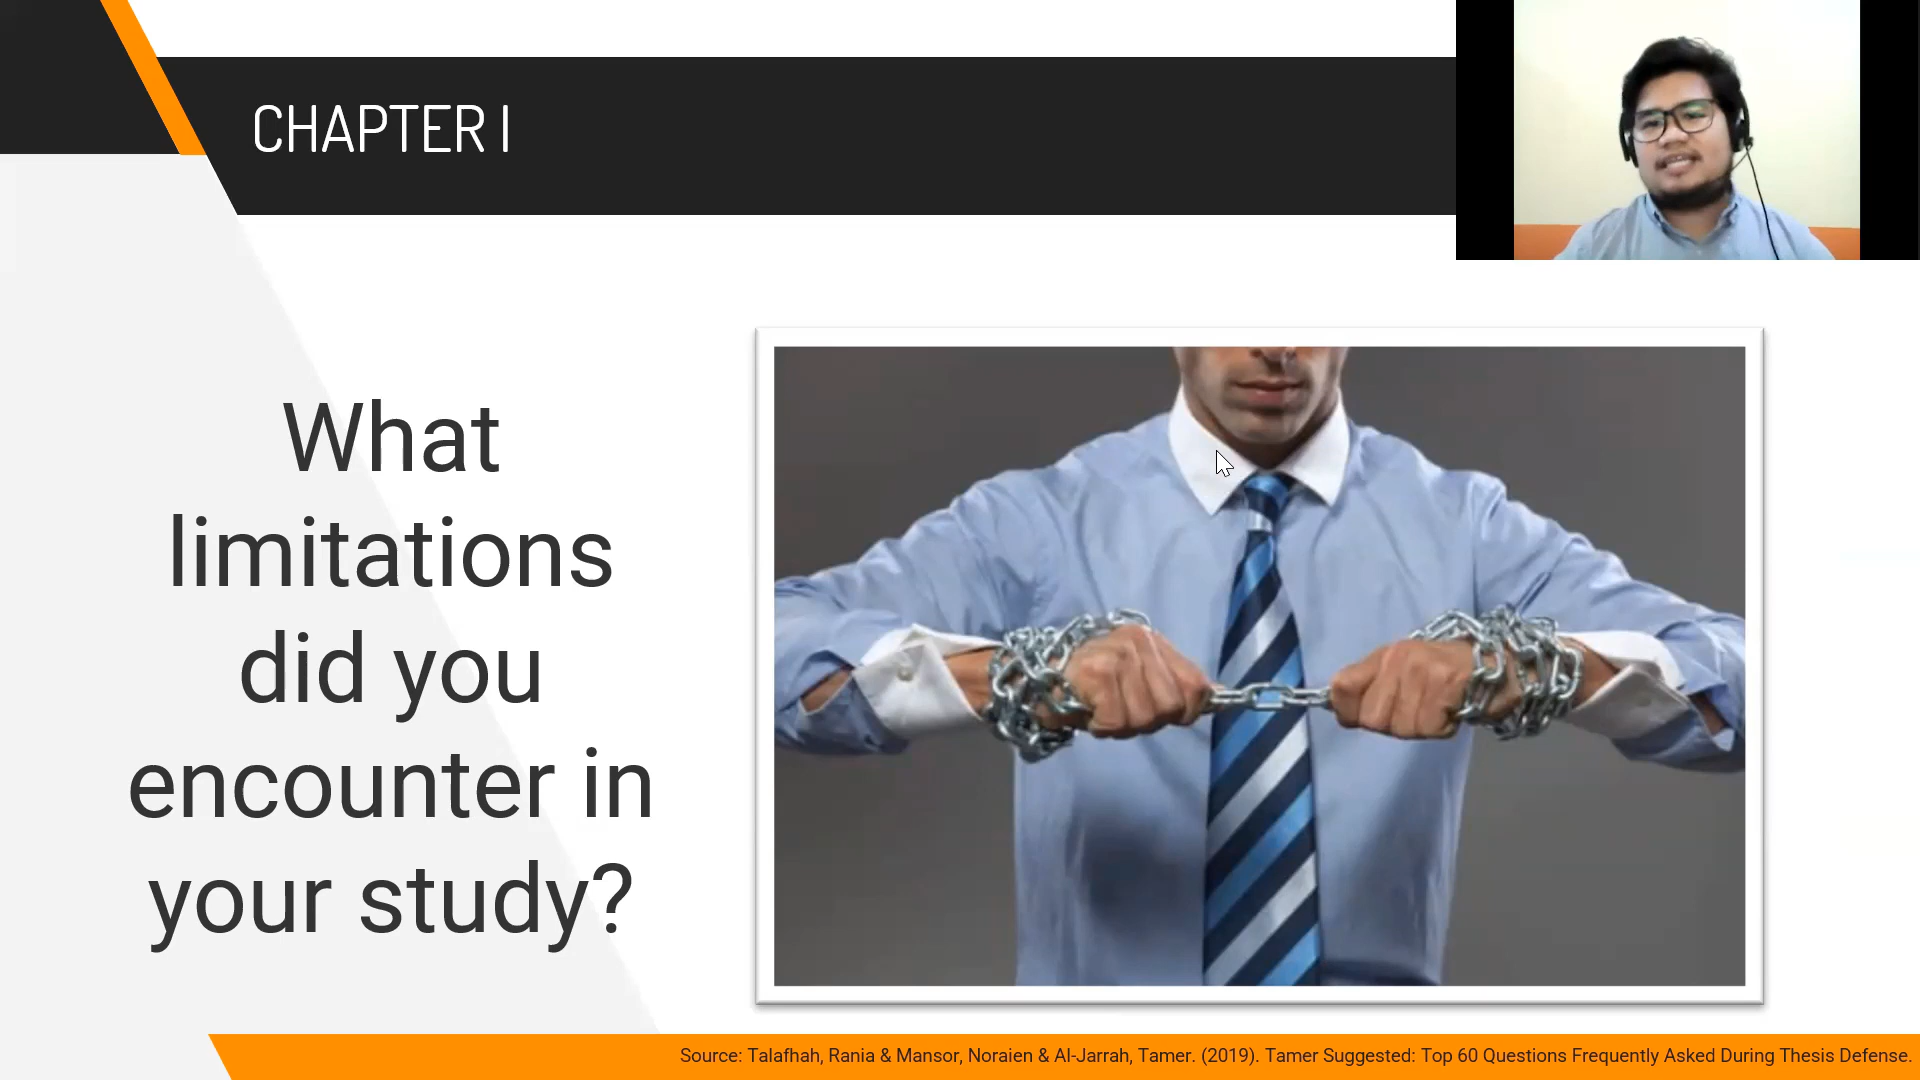 CHAPTER I
What
limitations
did you
encounter in
your study?
Source: Talafhah, Rania & Mansor, Noraien & Al-Jarrah, Tamer. (2019). Tamer Suggested: Top 60 Questions Frequently Asked During Thesis Defense.